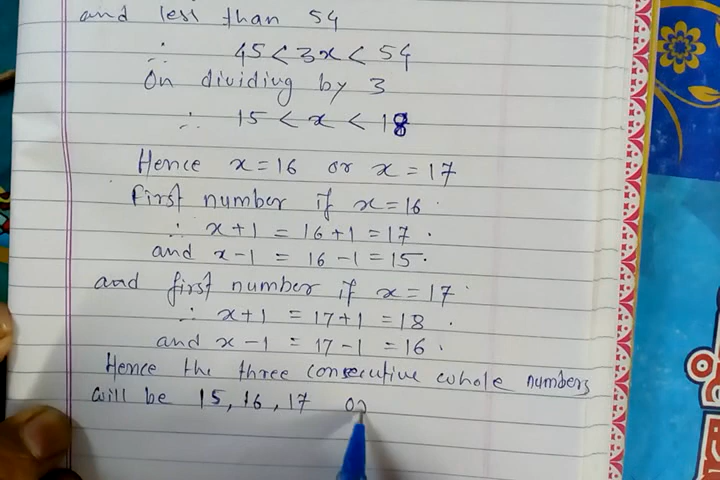 and less than 54
∴ 45 < 3x < 54
On dividing by 3
∴ 15 < x < 18
Hence x = 16 or x = 17
First number if x = 16.
∴ x + 1 = 16 + 1 = 17.
and x - 1 = 16 - 1 = 15.
and first number if x = 17.
∴ x + 1 = 17 + 1 = 18.
and x - 1 = 17 - 1 = 16.
Hence the three consecutive whole numbers
will be 15, 16, 17 or